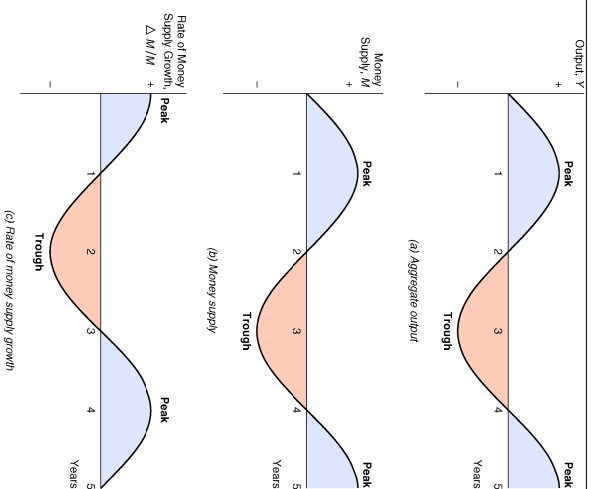 Output, Y
+
–
Peak
Peak
1
2
3
4
5
Trough
Years
(a) Aggregate output
Money
Supply, M
+
–
Peak
Peak
1
2
3
4
5
Trough
Years
(b) Money supply
Rate of Money
Supply Growth,
△ M /M
+
–
Peak
Peak
1
2
3
4
5
Trough
Years
(c) Rate of money supply growth